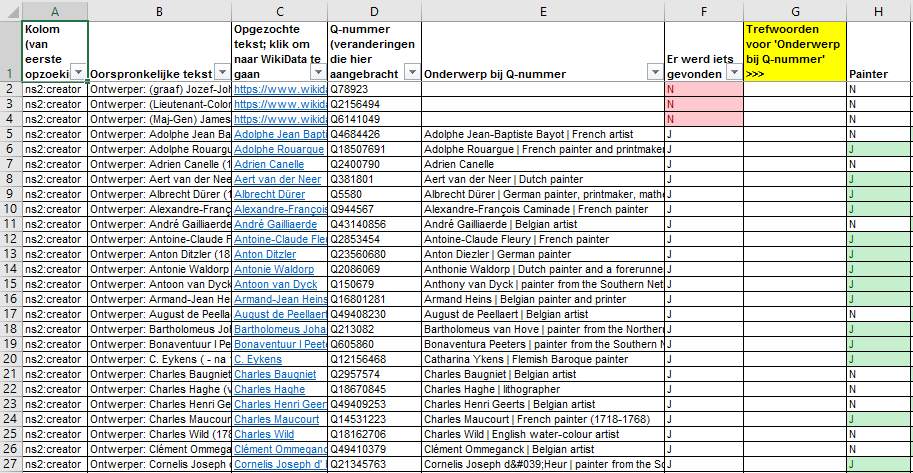 A B C D E F G H
1 Kolom (van eerste opzoeki Oorspronkelijke tekst Opgezochte tekst; klik om naar WikiData te gaan Q-nummer (veranderingen die hier aangebracht Onderwerp bij Q-nummer Er werd iets gevonden Trefwoorden voor 'Onderwerp bij Q-nummer' >>> Painter
2 ns2:creator Ontwerper: (graaf) Jozef-Joh https://www.wikida Q78923 N N
3 ns2:creator Ontwerper: (Lieutenant-Colo https://www.wikida Q2156494 N N
4 ns2:creator Ontwerper: (Maj-Gen) James https://www.wikida Q6141049 N N
5 ns2:creator Ontwerper: Adolphe Jean Ba Adolphe Jean Bapti Q4684426 Adolphe Jean-Baptiste Bayot | French artist J N
6 ns2:creator Ontwerper: Adolphe Rouargu Adolphe Rouargue Q18507691 Adolphe Rouargue | French painter and printmaker J J
7 ns2:creator Ontwerper: Adrien Canelle (1 Adrien Canelle Q2400790 Adrien Canelle J N
8 ns2:creator Ontwerper: Aert van der Nee Aert van der Neer Q381801 Aert van der Neer | Dutch painter J J
9 ns2:creator Ontwerper: Albrecht Dürer (1 Albrecht Dürer Q5580 Albrecht Dürer | German painter, printmaker, mathe J J
10 ns2:creator Ontwerper: Alexandre-Franço Alexandre-François Q944567 Alexandre-François Caminade | French painter J J
11 ns2:creator Ontwerper: André Gailliaerde André Gailliaerde Q43140856 André Gailliaerde | Belgian artist J N
12 ns2:creator Ontwerper: Antoine-Claude F Antoine-Claude Fleu Q2853454 Antoine-Claude Fleury | French painter J J
13 ns2:creator Ontwerper: Anton Ditzler (18 Anton Ditzler Q23560680 Anton Diezler | German painter J J
14 ns2:creator Ontwerper: Antonie Waldorp Antonie Waldorp Q2086069 Anthonie Waldorp | Dutch painter and a forerunner J J
15 ns2:creator Ontwerper: Antoon van Dyck Antoon van Dyck Q150679 Anthony van Dyck | painter from the Southern Net J J
16 ns2:creator Ontwerper: Armand-Jean He Armand-Jean Heins Q16801281 Armand Heins | Belgian painter and printer J J
17 ns2:creator Ontwerper: August de Peella August de Peellaert Q49408230 August de Peellaert | Belgian artist J N
18 ns2:creator Ontwerper: Bartholomeus Jol Bartholomeus Joha Q213082 Bartholomeus van Hove | painter from the Northern J J
19 ns2:creator Ontwerper: Bonaventuur I Pe Bonaventuur I Peete Q605860 Bonaventura Peeters | painter from the Southern N J J
20 ns2:creator Ontwerper: C. Eykens ( - na C. Eykens Q12156468 Catharina Ykens | Flemish Baroque painter J J
21 ns2:creator Ontwerper: Charles Baugniet Charles Baugniet Q2957574 Charles Baugniet | Belgian artist J N
22 ns2:creator Ontwerper: Charles Haghe (v Charles Haghe Q18670845 Charles Haghe | lithographer J N
23 ns2:creator Ontwerper: Charles Henri Ge Charles Henri Geert Q49409253 Charles Henri Geerts | Belgian artist J N
24 ns2:creator Ontwerper: Charles Maucour Charles Maucourt Q14531223 Charles Maucourt | French painter (1718-1768) J J
25 ns2:creator Ontwerper: Charles Wild (178 Charles Wild Q18162706 Charles Wild | English water-colour artist J N
26 ns2:creator Ontwerper: Clément Ommeg Clément Ommeganc Q49410379 Clément Ommeganck | Belgian artist J N
27 ns2:creator Ontwerper: Cornelis Joseph d Cornelis Joseph d' Q21345763 Cornelis Joseph d&#039;Heur | painter from the So J J